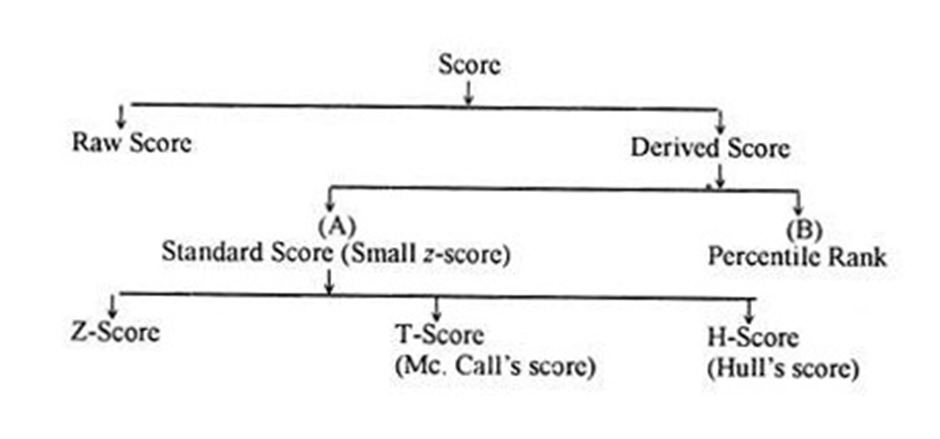 Score
Raw Score
Derived Score
(A)
(B)
Standard Score (Small z-score)
Percentile Rank
Z-Score
T-Score
H-Score
(Mc. Call's score)
(Hull's score)